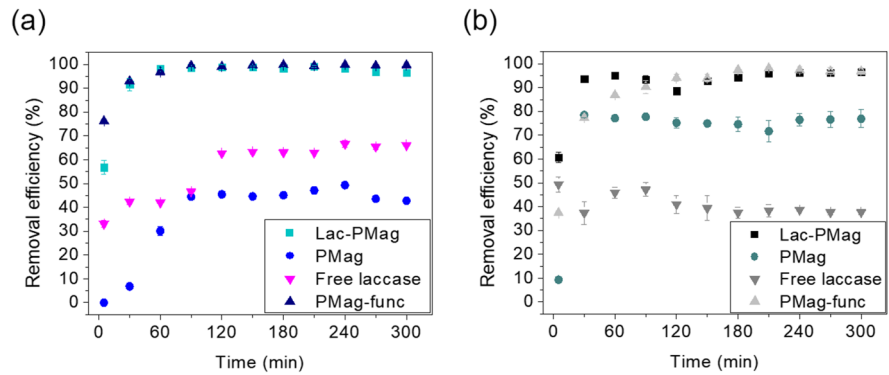 (a)
Removal efficiency (%)
100
90
80
70
60
50
40
30
20
10
0
Lac-PMag
PMag
Free laccase
PMag-func
0 60 120 180 240 300
Time (min)
(b)
Removal efficiency (%)
100
90
80
70
60
50
40
30
20
10
0
Lac-PMag
PMag
Free laccase
PMag-func
0 60 120 180 240 300
Time (min)